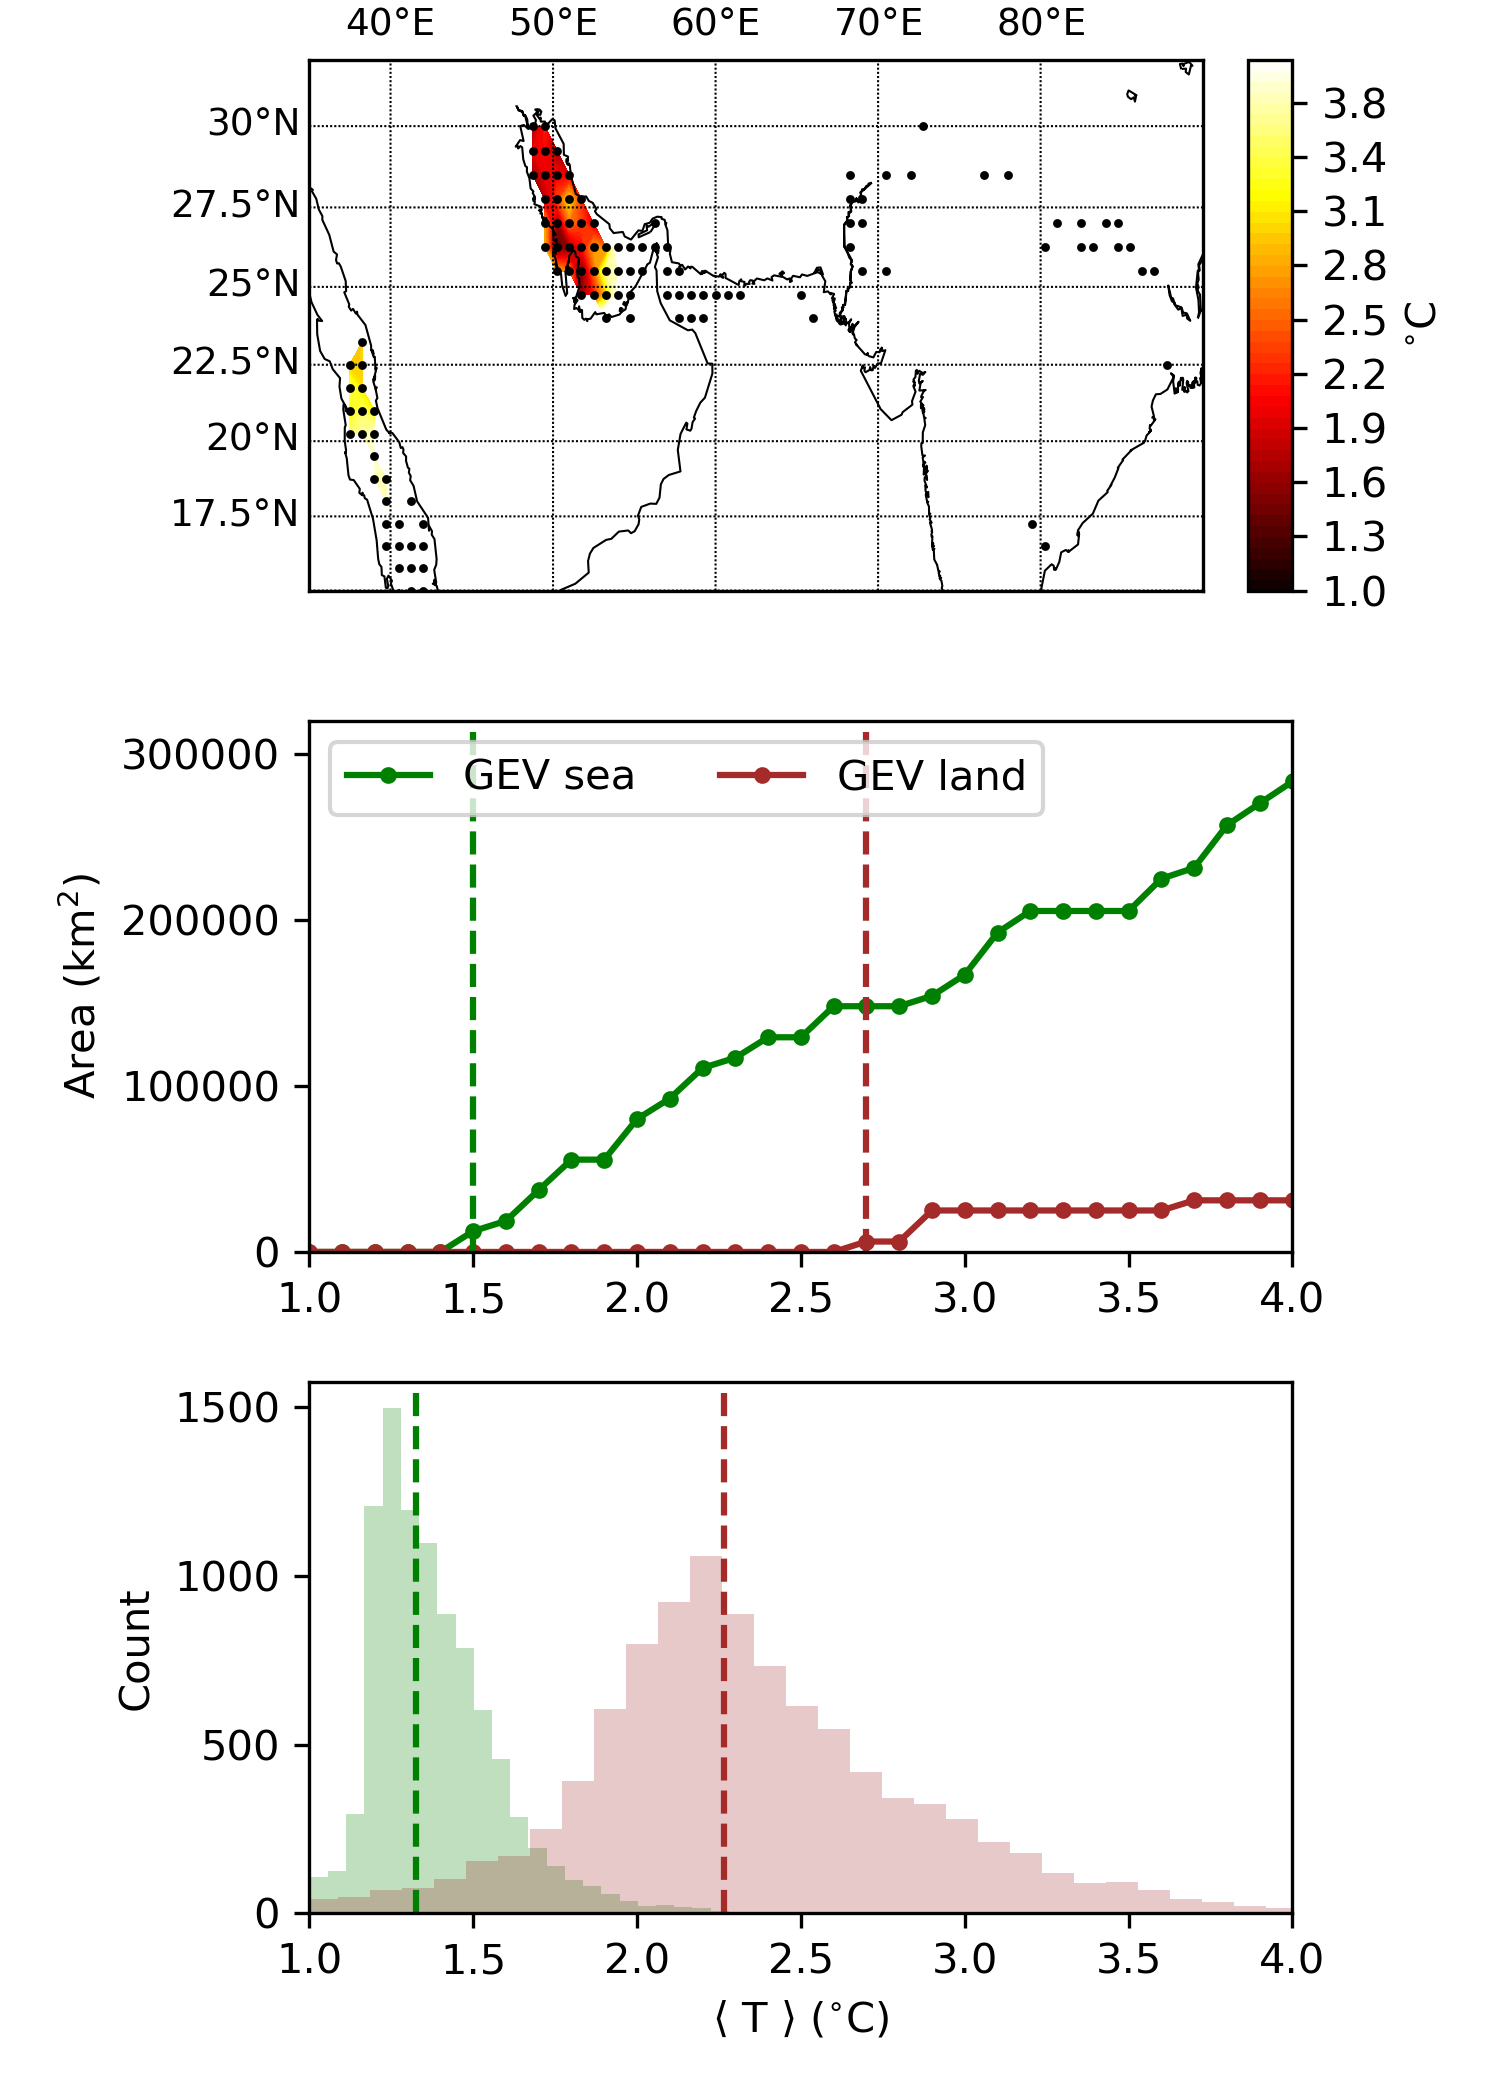 40°E 50°E 60°E 70°E 80°E
30°N
27.5°N
25°N
22.5°N
20°N
17.5°N
3.8
3.4
3.1
2.8
2.5
2.2
1.9
1.6
1.3
1.0
°C
GEV sea GEV land
300000
200000
100000
0
Area (km²)
1.0 1.5 2.0 2.5 3.0 3.5 4.0
1500
1000
500
0
Count
1.0 1.5 2.0 2.5 3.0 3.5 4.0
⟨ T ⟩ (°C)